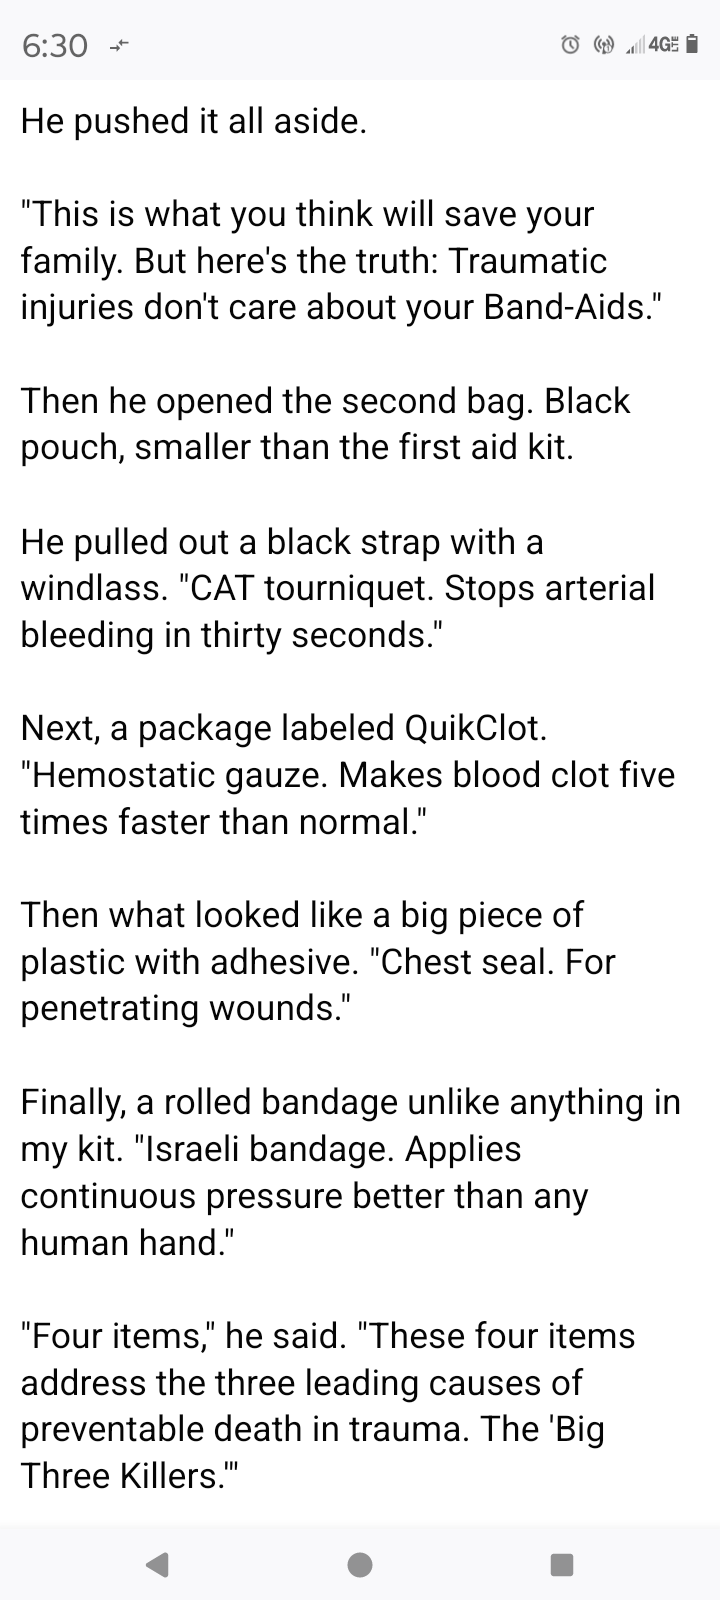 6:30
4G LTE
He pushed it all aside.
"This is what you think will save your
family. But here's the truth: Traumatic
injuries don't care about your Band-Aids."
Then he opened the second bag. Black
pouch, smaller than the first aid kit.
He pulled out a black strap with a
windlass. "CAT tourniquet. Stops arterial
bleeding in thirty seconds."
Next, a package labeled QuikClot.
"Hemostatic gauze. Makes blood clot five
times faster than normal."
Then what looked like a big piece of
plastic with adhesive. "Chest seal. For
penetrating wounds."
Finally, a rolled bandage unlike anything in
my kit. "Israeli bandage. Applies
continuous pressure better than any
human hand."
"Four items," he said. "These four items
address the three leading causes of
preventable death in trauma. The 'Big
Three Killers.'"